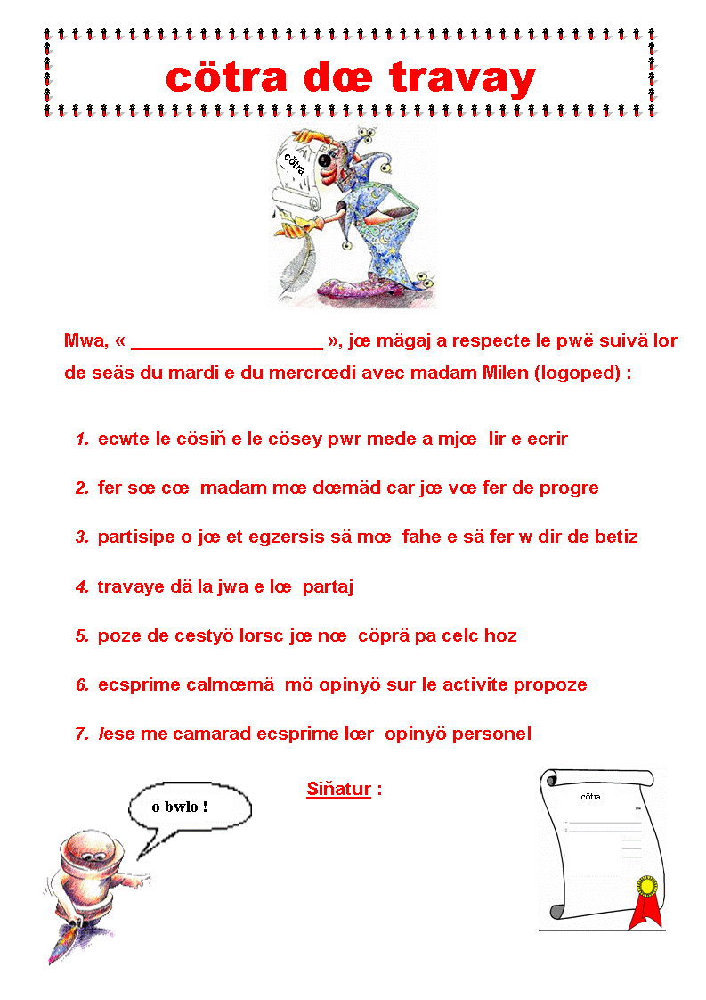 cötra dœ travay
cötra
Mwa, « __________________ », jœ mägaj a respecte le pwë suivä lor
de seäs du mardi e du mercrœdi avec madam Milen (logoped) :
1. ecwte le cösiň e le cösey pwr mede a mjœ lir e ecrir
2. fer sœ cœ madam mœ dœmäd car jœ vœ fer de progre
3. partisipe o jœ et egzersis sä mœ fahe e sä fer w dir de betiz
4. travaye dä la jwa e lœ partaj
5. poze de cestyö lorsc jœ nœ cöprä pa celc hoz
6. ecsprime calmœmä mö opinyö sur le activite propoze
7. lese me camarad ecsprime lœr opinyö personel
Siňatur :
o bwlo !
cötra